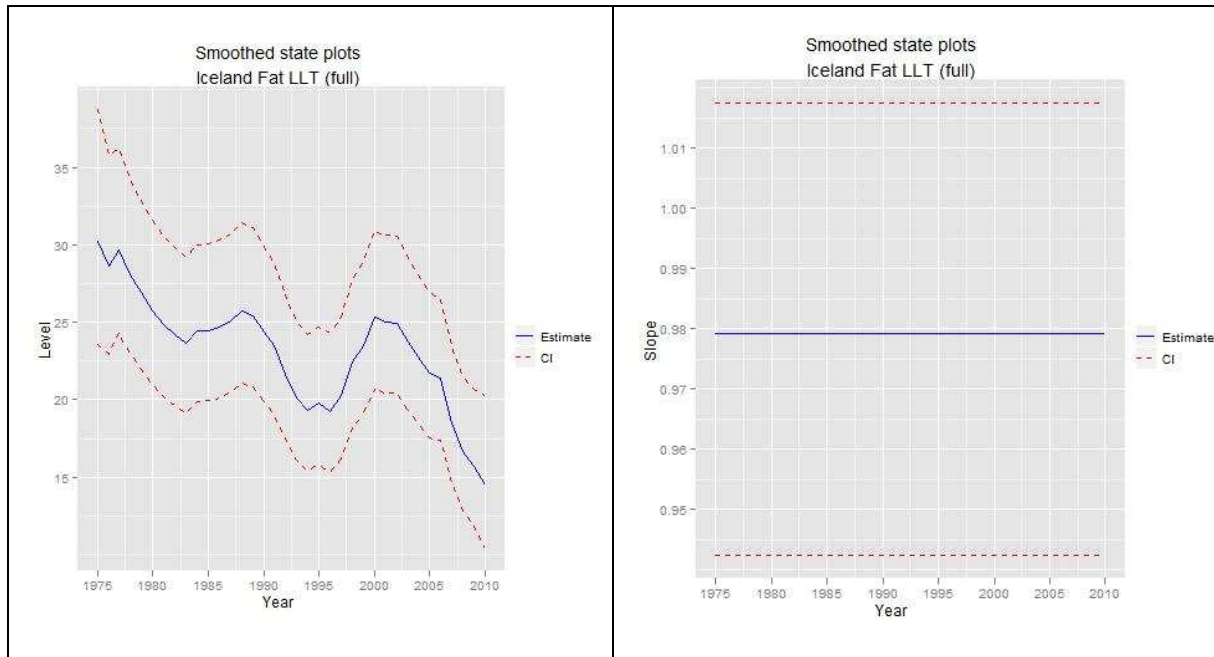 Smoothed state plots
Iceland Fat LLT (full)
35
30
25
20
15
Level
1975 1980 1985 1990 1995 2000 2005 2010
Year
Estimate
CI
Smoothed state plots
Iceland Fat LLT (full)
1.01
1.00
0.99
0.98
0.97
0.96
0.95
Slope
1975 1980 1985 1990 1995 2000 2005 2010
Year
Estimate
CI